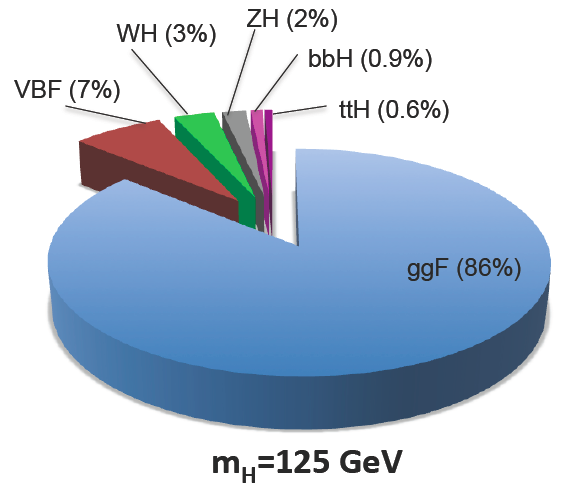 ZH (2%)
WH (3%)
bbH (0.9%)
VBF (7%)
ttH (0.6%)
ggF (86%)
mH=125 GeV